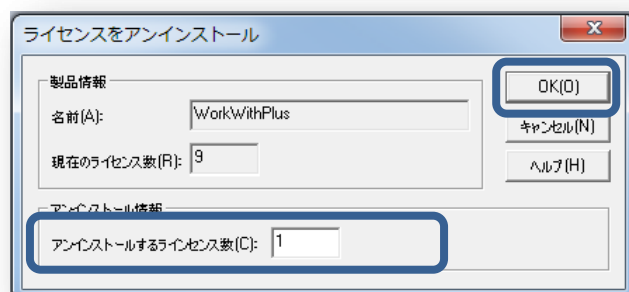 ライセンスをアンインストール
製品情報
名前(A): WorkWithPlus
現在のライセンス数(R): 9
OK(O)
キャンセル(N)
ヘルプ(H)
アンインストール情報
アンインストールするラインセンス数(C): 1